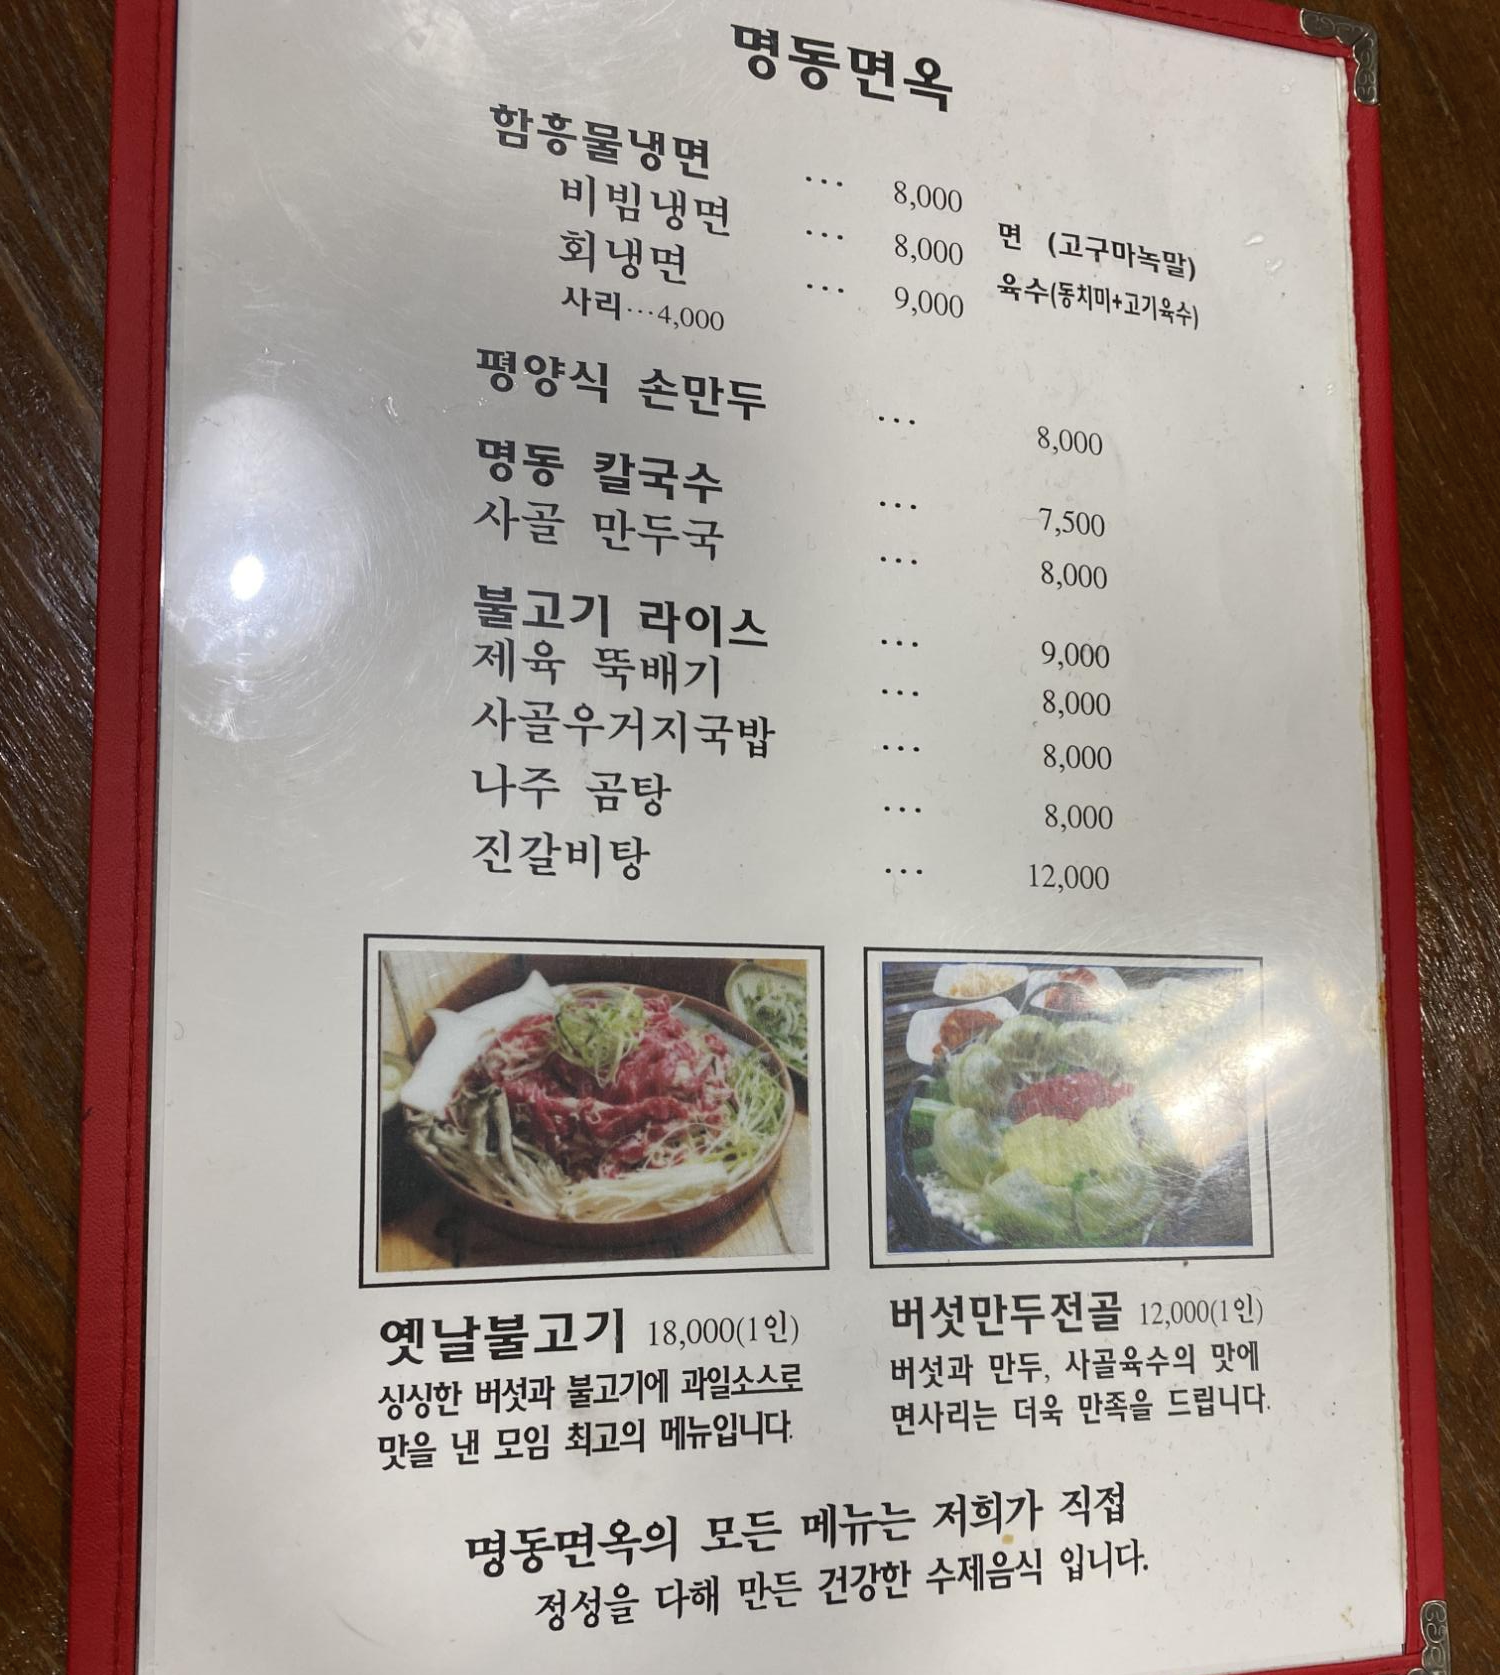 명동면옥
함흥물냉면 ... 8,000
비빔냉면 ... 8,000 면 (고구마녹말)
회냉면 ... 9,000 육수(동치미+고기육수)
사리...4,000
평양식 손만두 ... 8,000
명동 칼국수 ... 7,500
사골 만두국 ... 8,000
불고기 라이스 ... 9,000
제육 뚝배기 ... 8,000
사골우거지국밥 ... 8,000
나주 곰탕 ... 8,000
진갈비탕 ... 12,000
옛날불고기 18,000(1인)
싱싱한 버섯과 불고기에 과일소스로
맛을 낸 모임 최고의 메뉴입니다.
버섯만두전골 12,000(1인)
버섯과 만두, 사골육수의 맛에
면사리는 더욱 만족을 드립니다.
명동면옥의 모든 메뉴는 저희가 직접
정성을 다해 만든 건강한 수제음식 입니다.